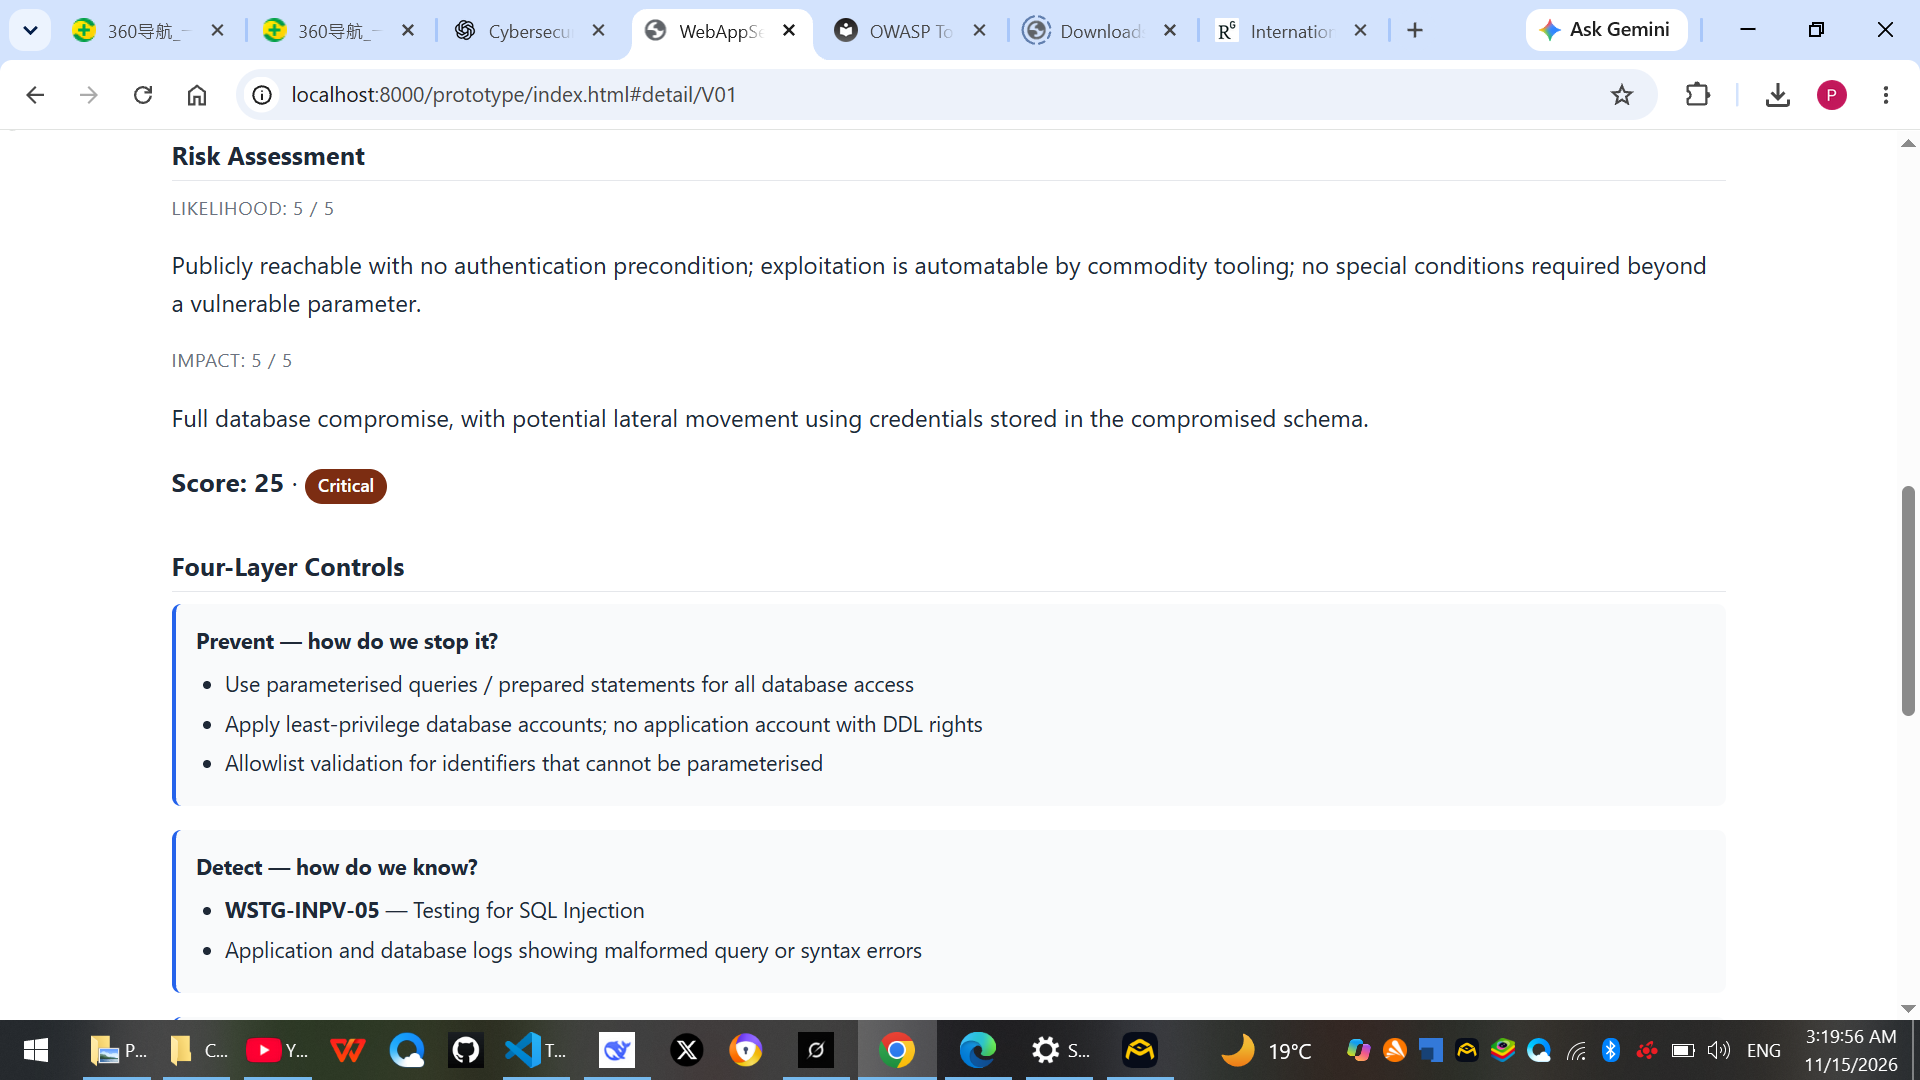 360导航_一
360导航_一
Cybersecu
WebAppSe
OWASP To
Download
Internation
Ask Gemini
localhost:8000/prototype/index.html#detail/V01
P
Risk Assessment
LIKELIHOOD: 5 / 5
Publicly reachable with no authentication precondition; exploitation is automatable by commodity tooling; no special conditions required beyond
a vulnerable parameter.
IMPACT: 5 / 5
Full database compromise, with potential lateral movement using credentials stored in the compromised schema.
Score: 25 · Critical
Four-Layer Controls
Prevent — how do we stop it?
• Use parameterised queries / prepared statements for all database access
• Apply least-privilege database accounts; no application account with DDL rights
• Allowlist validation for identifiers that cannot be parameterised
Detect — how do we know?
• WSTG-INPV-05 — Testing for SQL Injection
• Application and database logs showing malformed query or syntax errors
P...
C...
Y...
T...
S...
19°C
ENG
3:19:56 AM
11/15/2026